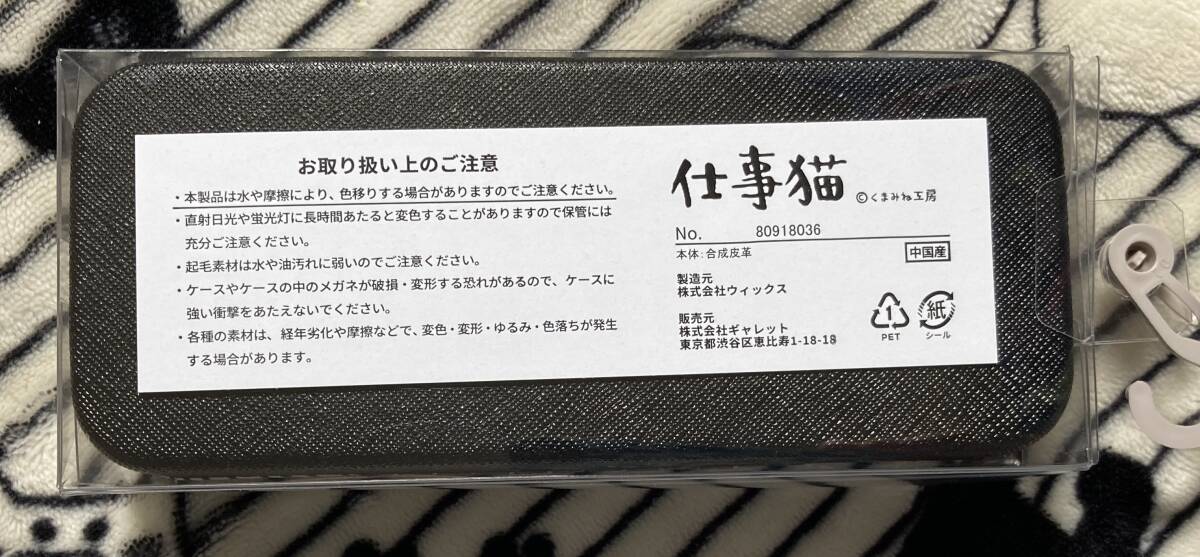 お取り扱い上のご注意
・本製品は水や摩擦により、色移りする場合がありますのでご注意ください。
・直射日光や蛍光灯に長時間あたると変色することがありますので保管には
充分ご注意ください。
・起毛素材は水や油汚れに弱いのでご注意ください。
・ケースやケースの中のメガネが破損・変形する恐れがあるので、ケースに
強い衝撃をあたえないでください。
・各種の素材は、経年劣化や摩擦などで、変色・変形・ゆるみ・色落ちが発生
する場合があります。
仕事猫 ©くまみね工房
No. 80918036
本体:合成皮革 中国産
製造元
株式会社ウィックス
販売元
株式会社ギャレット
東京都渋谷区恵比寿1-18-18
1 紙
PET シール